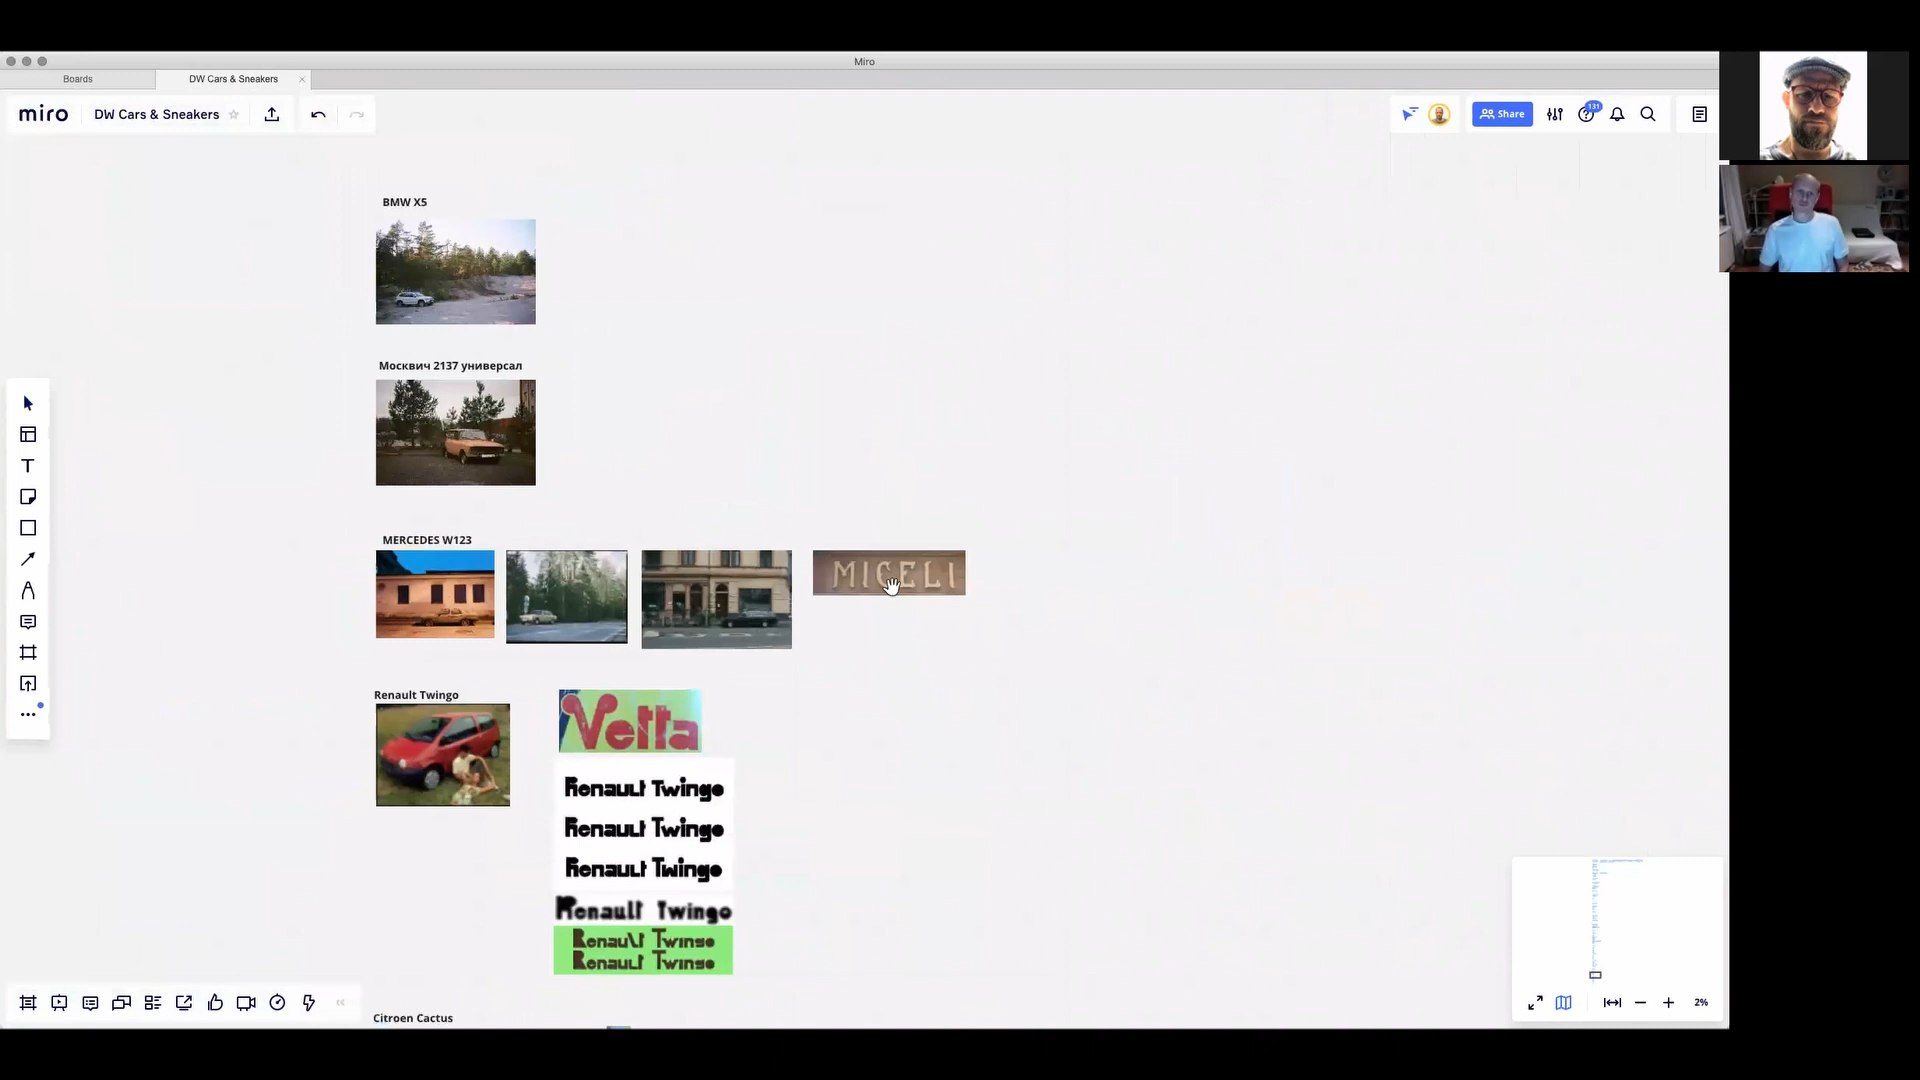 Miro
Boards
DW Cars & Sneakers
miro
DW Cars & Sneakers
Share
131
BMW X5
Москвич 2137 универсал
MERCEDES W123
MICELI
Renault Twingo
Vetta
Renault Twingo
Renault Twingo
Renault Twingo
Renault Twingo
Renault Twingo
Renault Twingo
Citroen Cactus
2%